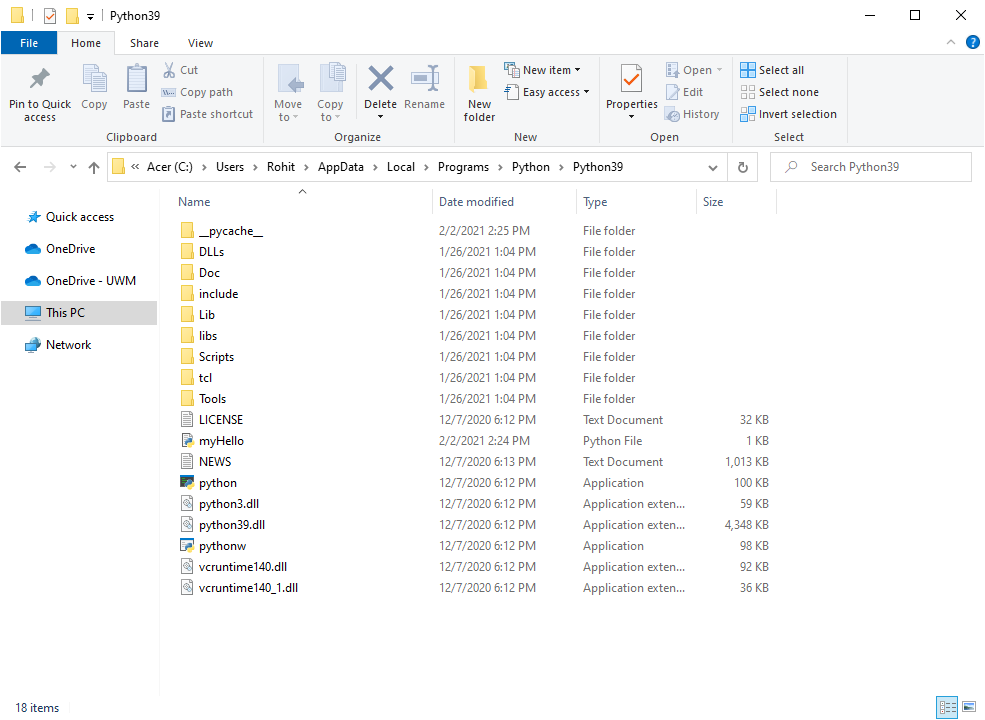 Python39
File Home Share View
Pin to Quick access
Copy
Paste
Cut
Copy path
Paste shortcut
Clipboard
Move to
Copy to
Delete
Rename
Organize
New folder
New item
Easy access
New
Properties
Open
Edit
History
Open
Select all
Select none
Invert selection
Select
« Acer (C:) › Users › Rohit › AppData › Local › Programs › Python › Python39
Search Python39
Quick access
OneDrive
OneDrive - UWM
This PC
Network
Name Date modified Type Size
__pycache__ 2/2/2021 2:25 PM File folder
DLLs 1/26/2021 1:04 PM File folder
Doc 1/26/2021 1:04 PM File folder
include 1/26/2021 1:04 PM File folder
Lib 1/26/2021 1:04 PM File folder
libs 1/26/2021 1:04 PM File folder
Scripts 1/26/2021 1:04 PM File folder
tcl 1/26/2021 1:04 PM File folder
Tools 1/26/2021 1:04 PM File folder
LICENSE 12/7/2020 6:12 PM Text Document 32 KB
myHello 2/2/2021 2:24 PM Python File 1 KB
NEWS 12/7/2020 6:13 PM Text Document 1,013 KB
python 12/7/2020 6:12 PM Application 100 KB
python3.dll 12/7/2020 6:12 PM Application exten... 59 KB
python39.dll 12/7/2020 6:12 PM Application exten... 4,348 KB
pythonw 12/7/2020 6:12 PM Application 98 KB
vcruntime140.dll 12/7/2020 6:12 PM Application exten... 92 KB
vcruntime140_1.dll 12/7/2020 6:12 PM Application exten... 36 KB
18 items